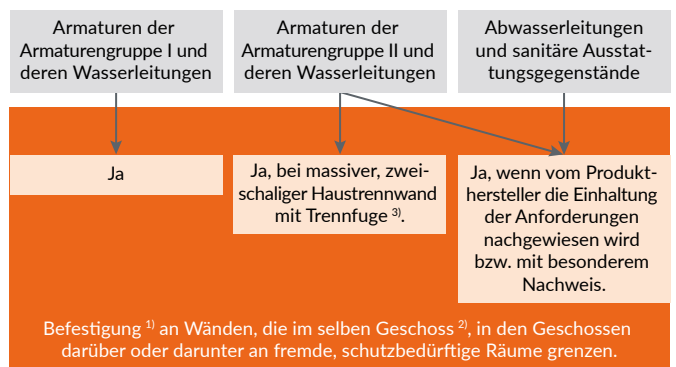 Armaturen der
Armaturengruppe I und
deren Wasserleitungen
Armaturen der
Armaturengruppe II und
deren Wasserleitungen
Abwasserleitungen
und sanitäre Ausstat-
tungsgegenstände
Ja
Ja, bei massiver, zwei-
schaliger Haustrennwand
mit Trennfuge ³⁾.
Ja, wenn vom Produkt-
hersteller die Einhaltung
der Anforderungen
nachgewiesen wird
bzw. mit besonderem
Nachweis.
Befestigung ¹⁾ an Wänden, die im selben Geschoss ²⁾, in den Geschossen
darüber oder darunter an fremde, schutzbedürftige Räume grenzen.